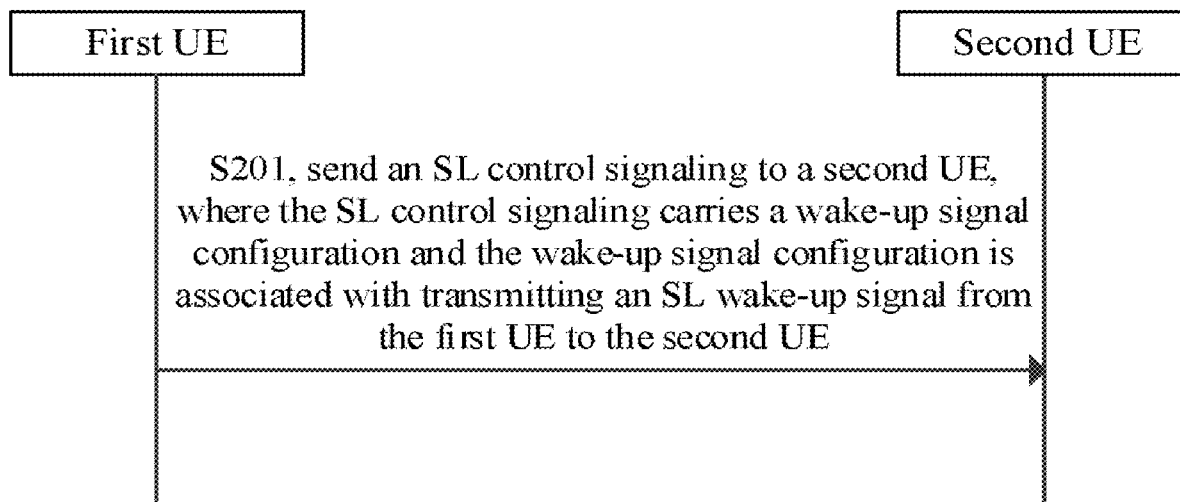 First UE
Second UE
S201, send an SL control signaling to a second UE,
where the SL control signaling carries a wake-up signal
configuration and the wake-up signal configuration is
associated with transmitting an SL wake-up signal from
the first UE to the second UE